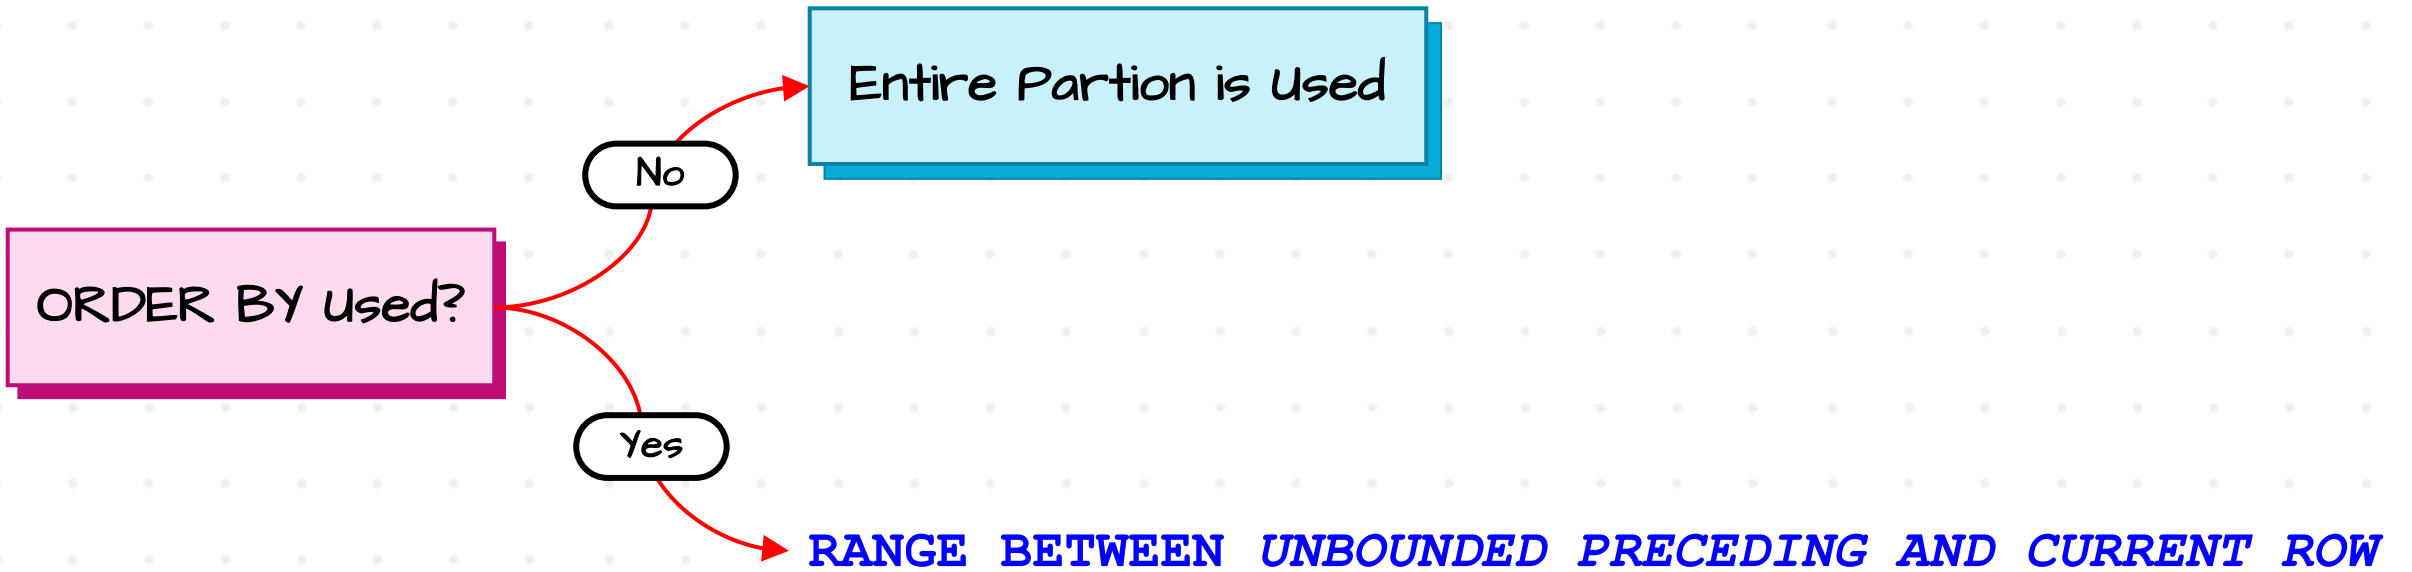 Entire Partion is Used
No
ORDER BY Used?
Yes
RANGE BETWEEN UNBOUNDED PRECEDING AND CURRENT ROW